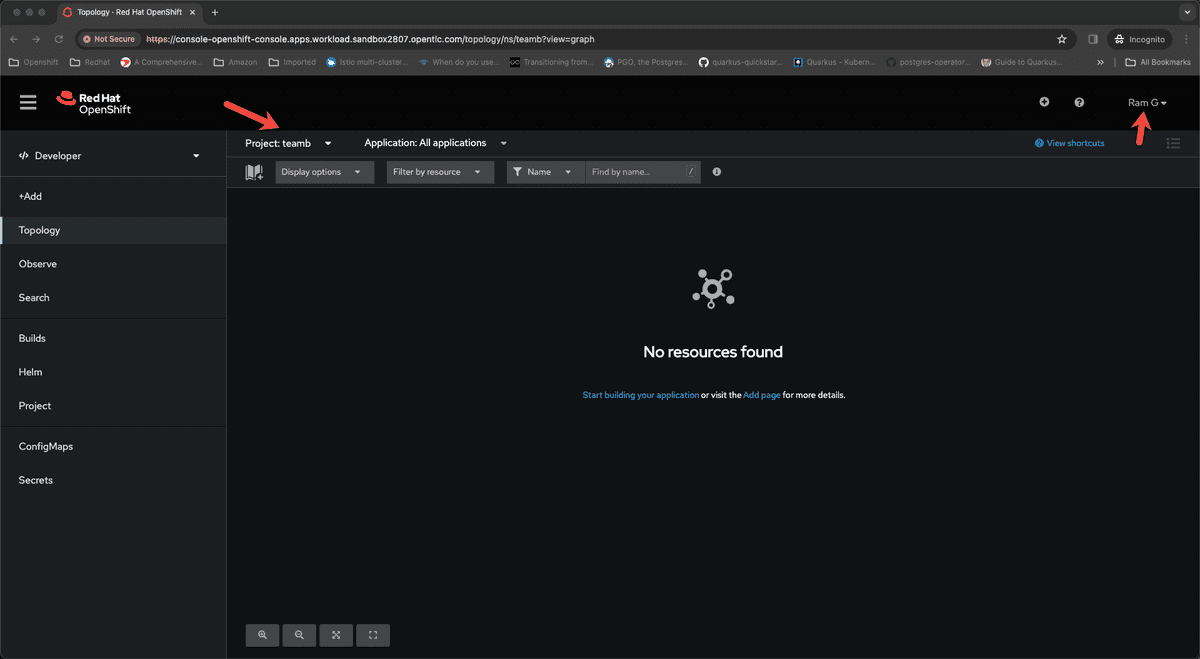 Topology · Red Hat OpenShift
Not Secure https://console-openshift-console.apps.workload.sandbox2807.opentlc.com/topology/ns/teamb?view=graph Incognito
Openshift Redhat A Comprehensive... Amazon Imported Istio multi-cluster... When do you use... Transitioning from... PGO, the Postgres... quarkus-quickstar... Quarkus - Kubern... postgres-operator... Guide to Quarkus... » All Bookmarks
Red Hat
OpenShift
Ram G
Developer
+Add
Topology
Observe
Search
Builds
Helm
Project
ConfigMaps
Secrets
Project: teamb Application: All applications View shortcuts
Display options Filter by resource Name Find by name... /
No resources found
Start building your application or visit the Add page for more details.